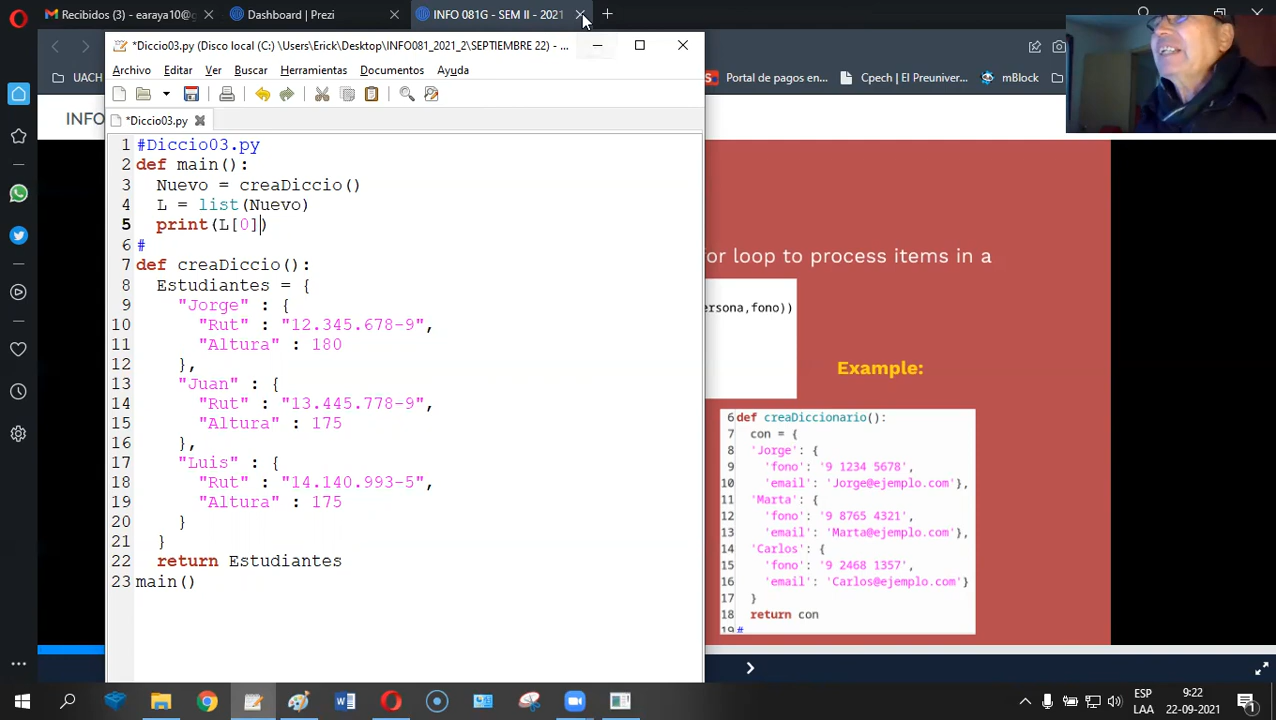 Recibidos (3) - earaya10@g
Dashboard | Prezi
INFO 081G - SEM II - 2021
*Diccio03.py (Disco local (C:) \Users\Erick\Desktop\INFO081_2021_2\SEPTIEMBRE 22) - ...
UACH
Portal de pagos en...
Cpech | El Preuniver...
mBlock
Archivo Editar Ver Buscar Herramientas Documentos Ayuda
INFO
*Diccio03.py
1 #Diccio03.py
2 def main():
3 Nuevo = creaDiccio()
4 L = list(Nuevo)
5 print(L[0])
6 #
7 def creaDiccio():
8 Estudiantes = {
9 "Jorge" : {
10 "Rut" : "12.345.678-9",
11 "Altura" : 180
12 },
13 "Juan" : {
14 "Rut" : "13.445.778-9",
15 "Altura" : 175
16 },
17 "Luis" : {
18 "Rut" : "14.140.993-5",
19 "Altura" : 175
20 }
21 }
22 return Estudiantes
23 main()
or loop to process items in a
ersona,fono))
Example:
6 def creaDiccionario():
7 con = {
8 'Jorge': {
9 'fono': '9 1234 5678',
10 'email': 'Jorge@ejemplo.com'},
11 'Marta': {
12 'fono': '9 8765 4321',
13 'email': 'Marta@ejemplo.com'},
14 'Carlos': {
15 'fono': '9 2468 1357',
16 'email': 'Carlos@ejemplo.com'}
17 }
18 return con
19 #
ESP
LAA
9:22
22-09-2021
1